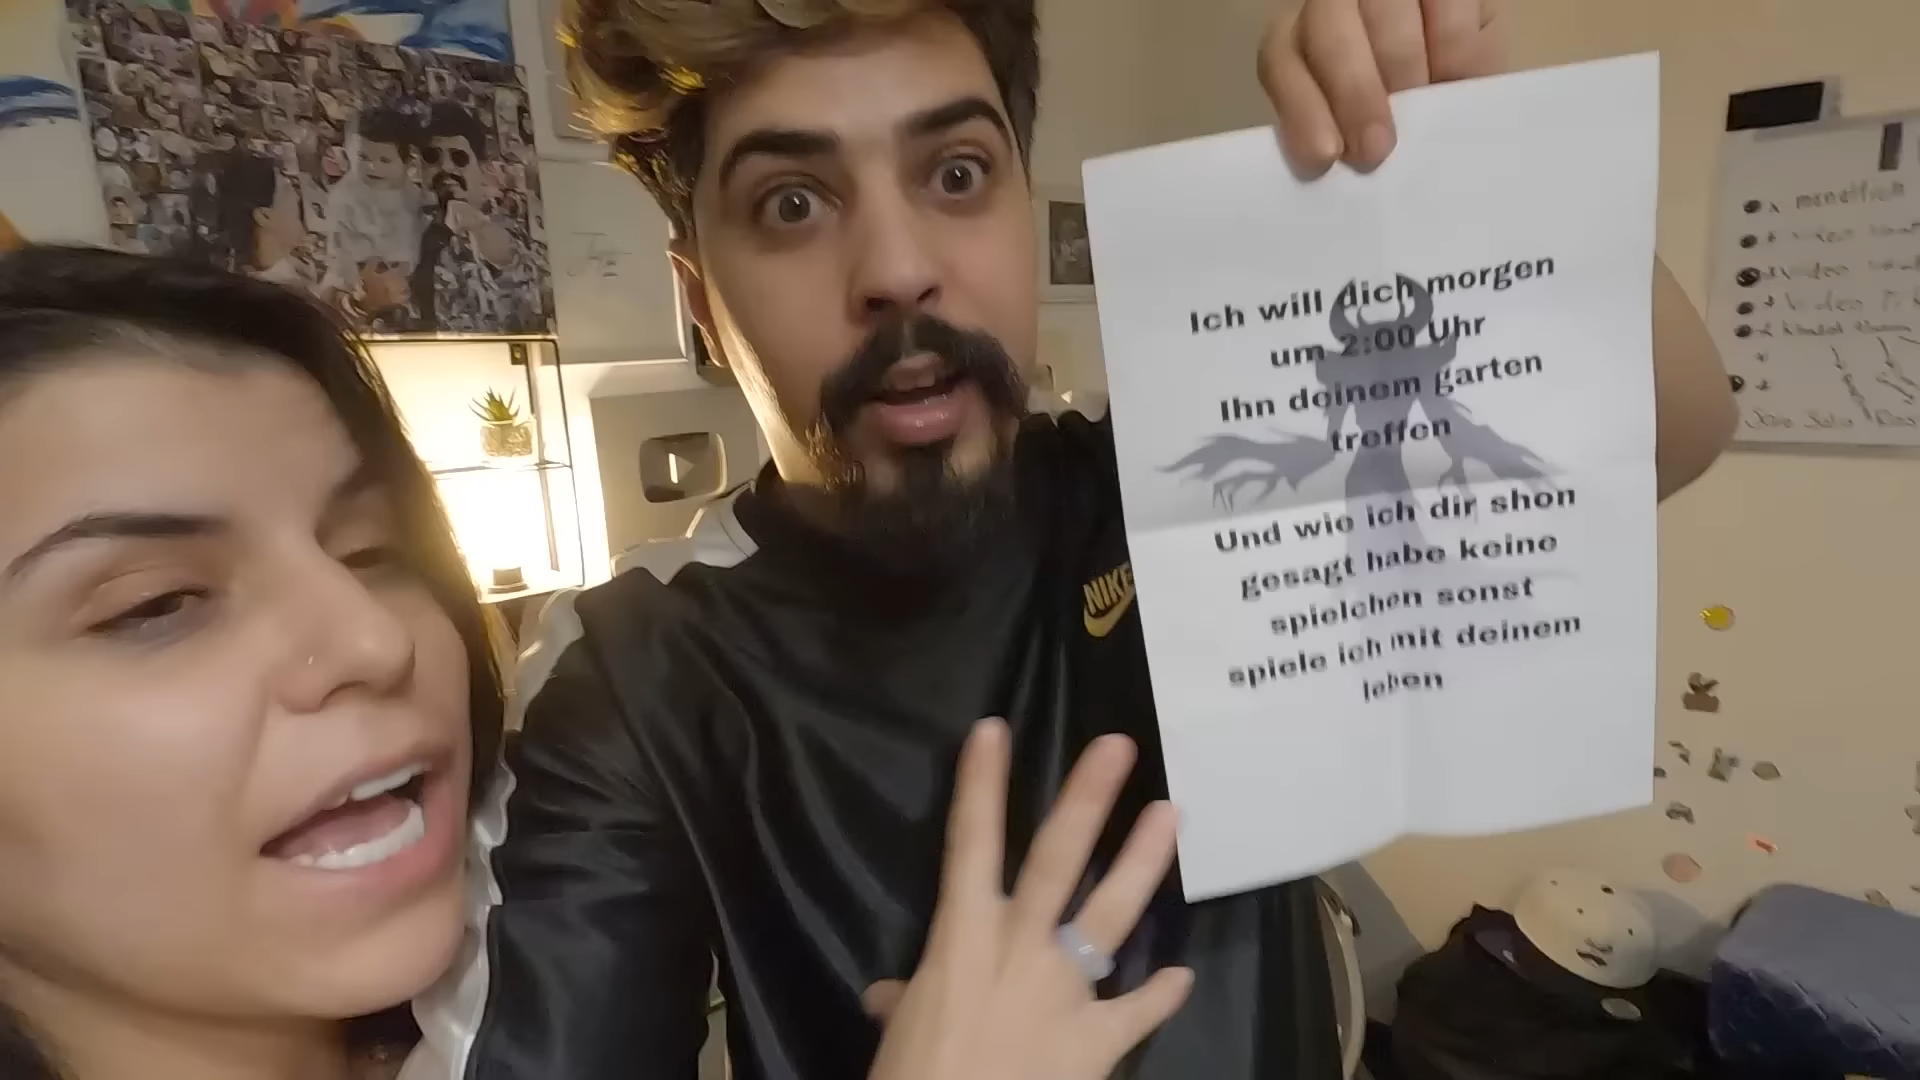 Ich will dich morgen
um 2:00 Uhr
Ihn deinem garten
treffen
Und wie ich dir shon
gesagt habe keine
spielchen sonst
spiele ich mit deinem
leben
NIKE